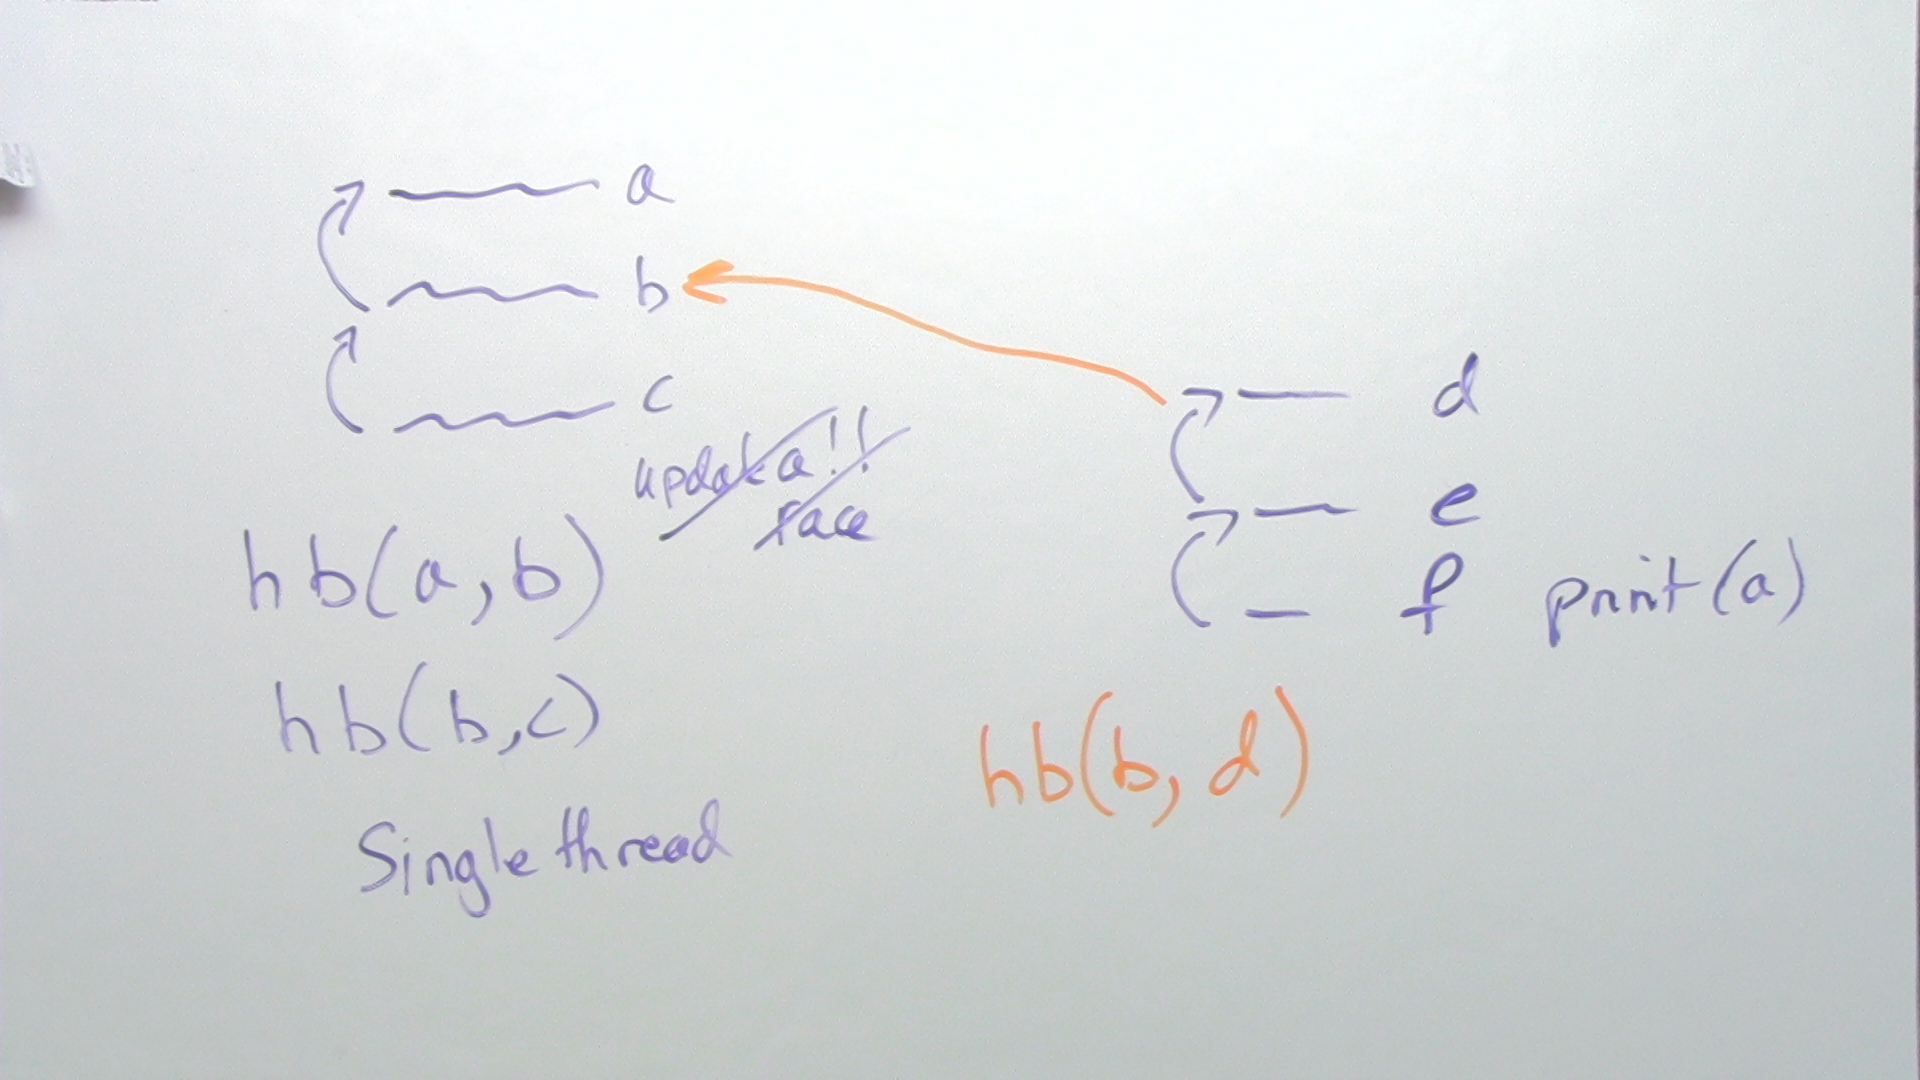 a
b
c
update a!!
race
hb(a,b)
hb(b,c)
Single thread
d
e
f print(a)
hb(b,d)